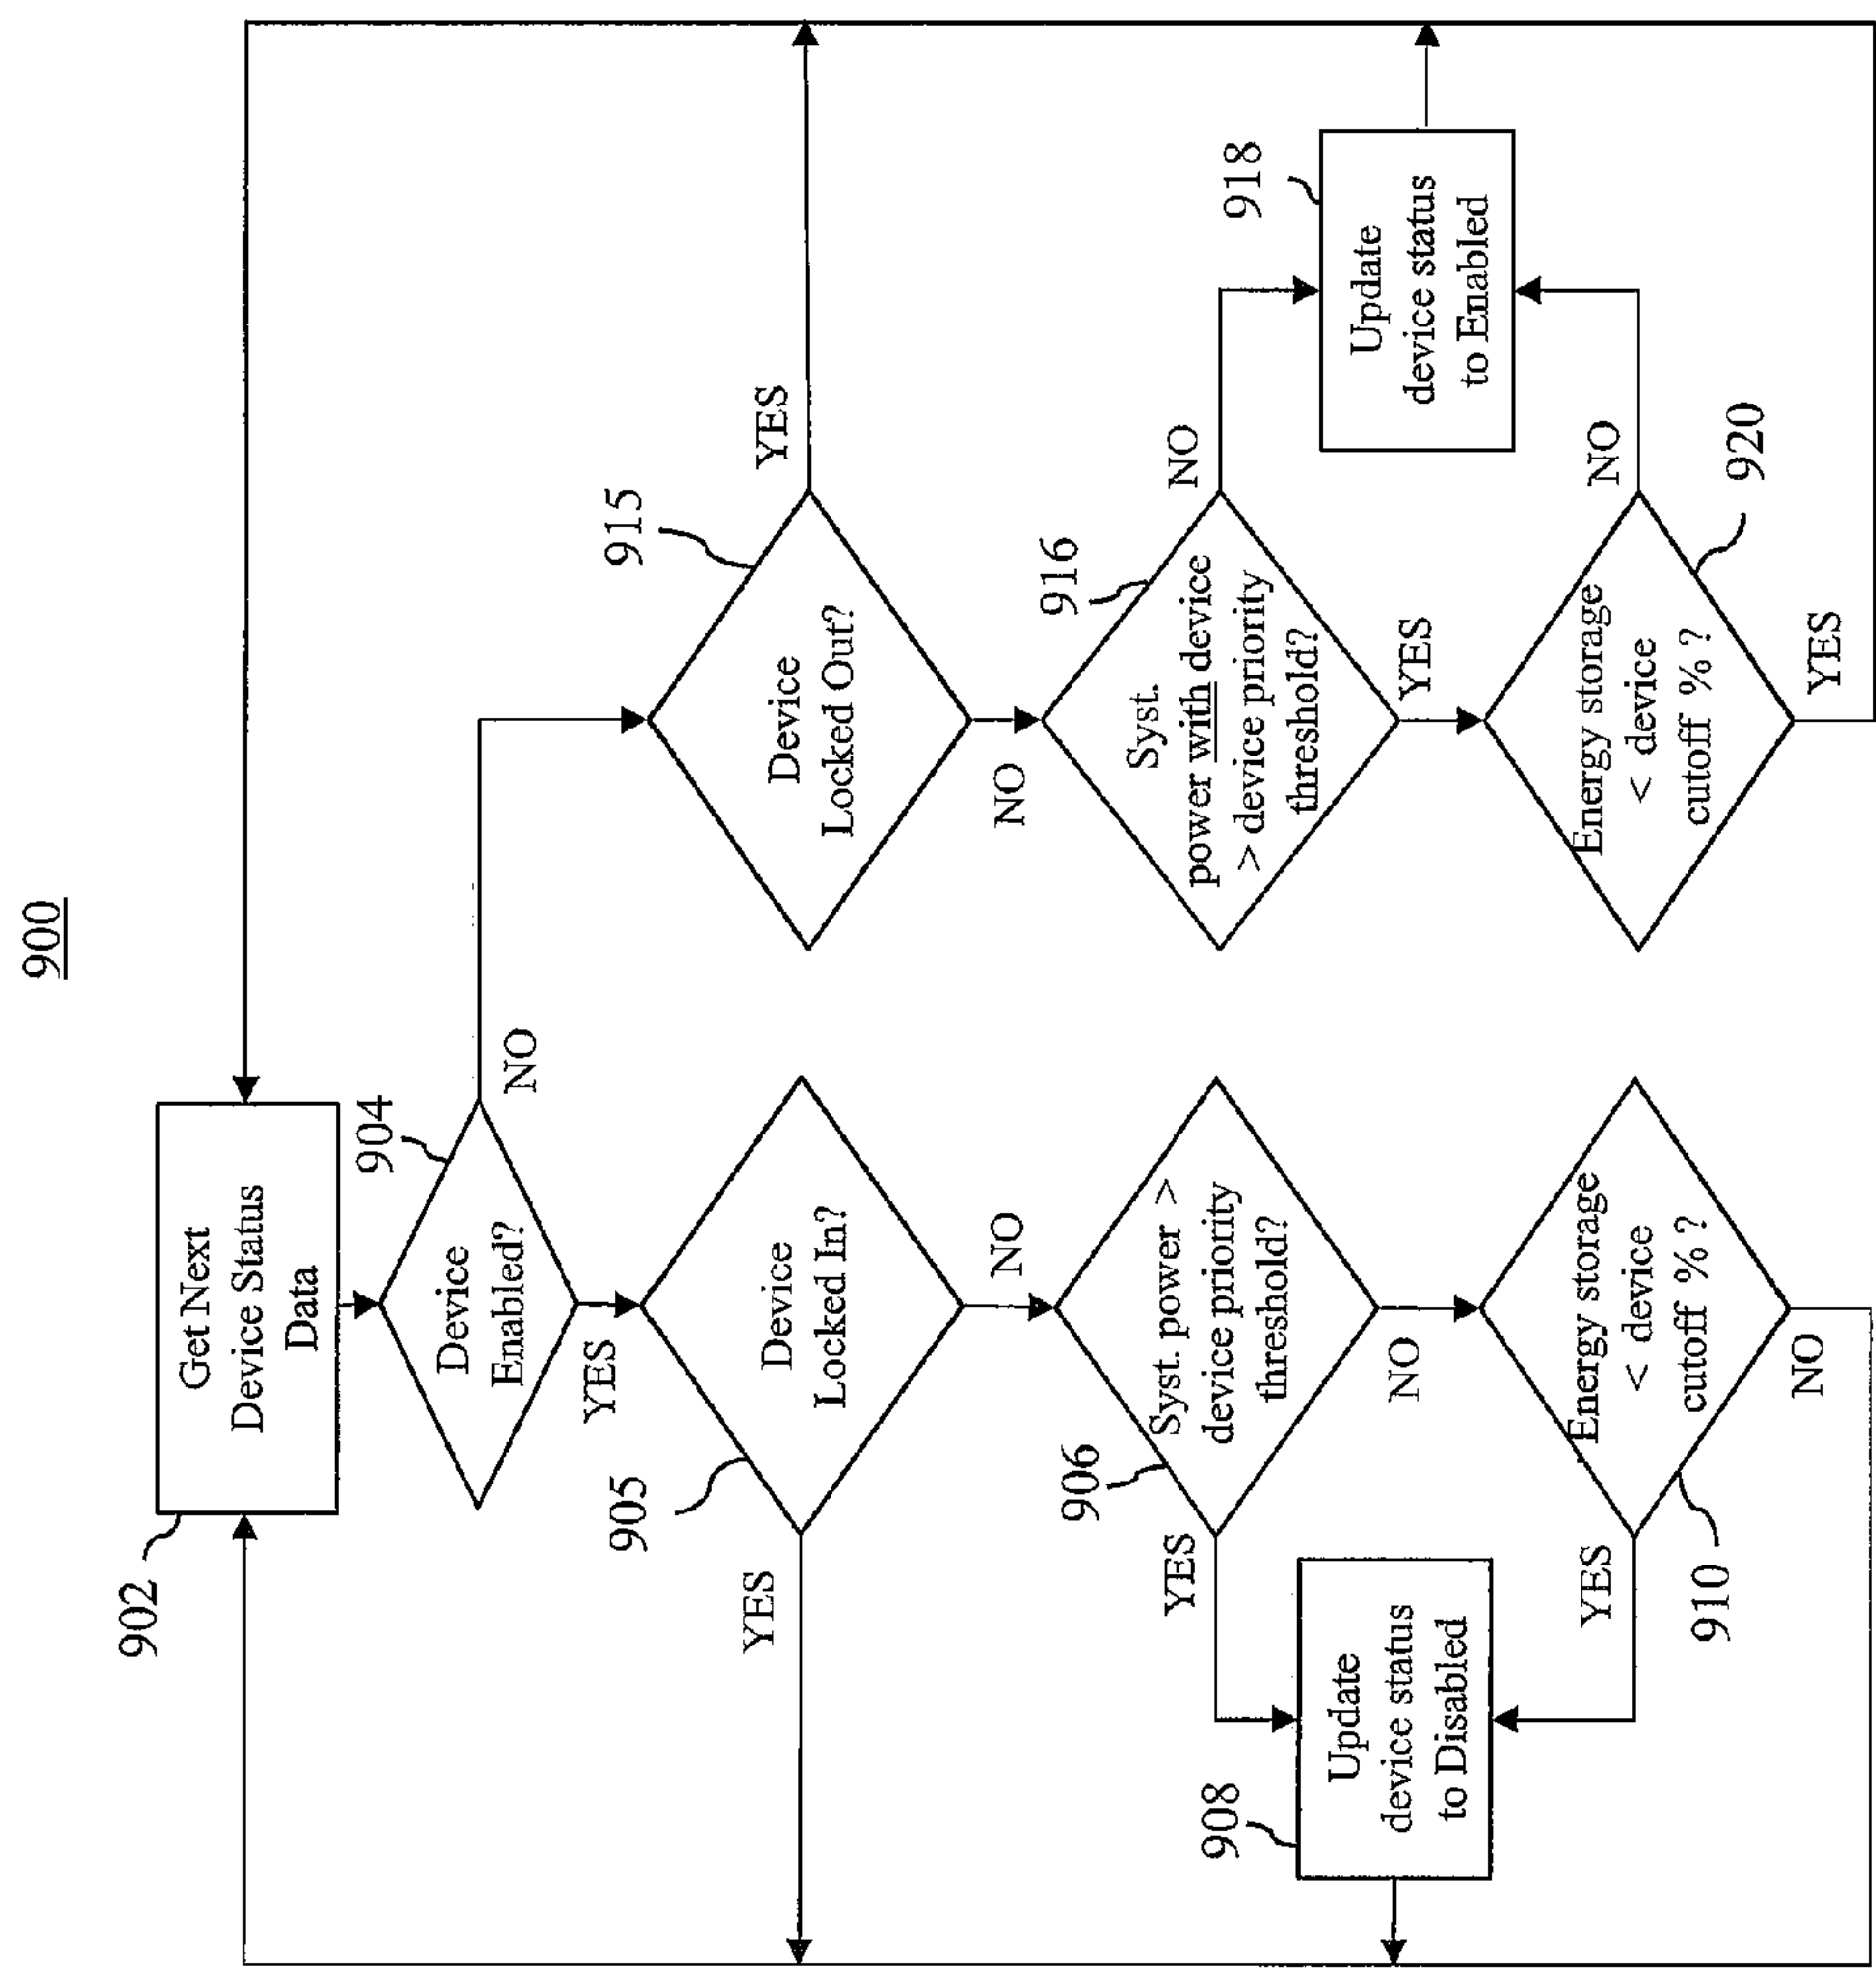 900
902
Get Next
Device Status
Data
904
Device
Enabled?
NO
YES
905
Device
Locked In?
YES
NO
906
Syst. power >
device priority
threshold?
YES
NO
908
Update
device status
to Disabled
Energy storage
< device
cutoff % ?
YES
910
NO
915
Device
Locked Out?
YES
NO
916
Syst.
power with device
> device priority
threshold?
NO
YES
918
Update
device status
to Enabled
Energy storage
< device
cutoff % ?
NO
920
YES